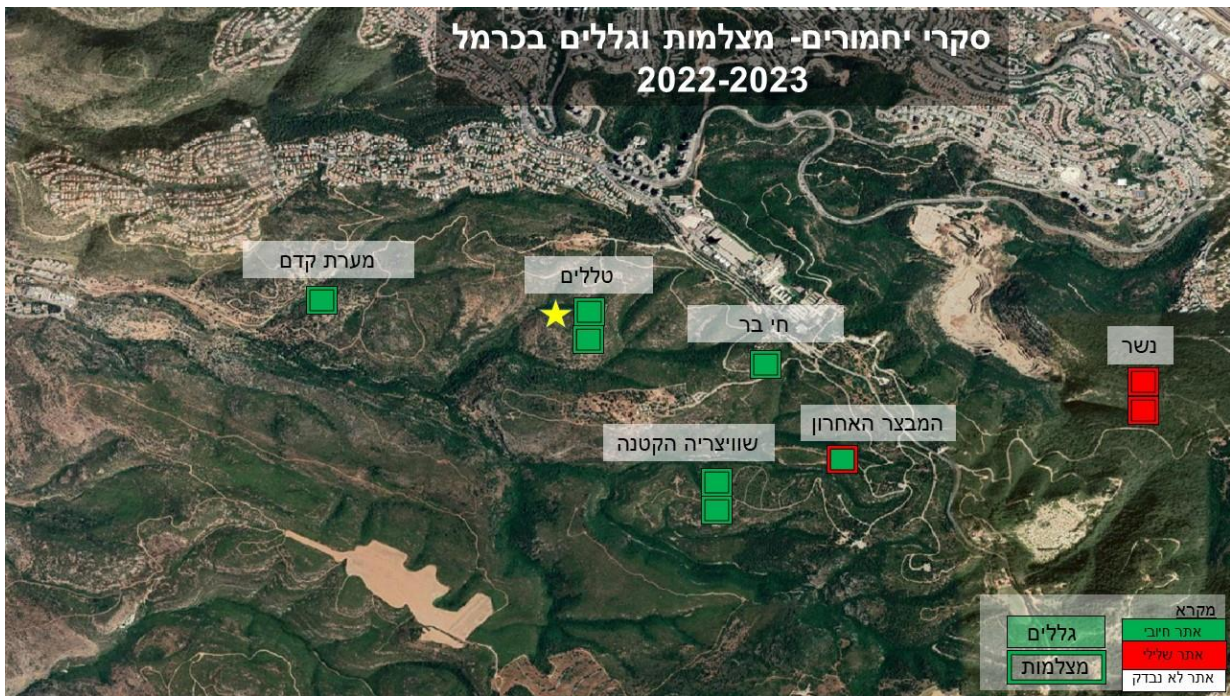 סקרי יחמורים- מצלמות וגללים בכרמל
2022-2023
מערת קדם
טללים
חי בר
נשר
המבצר האחרון
שוויצריה הקטנה
מקרא
גללים
מצלמות
אתר חיובי
אתר שלילי
אתר לא נבדק